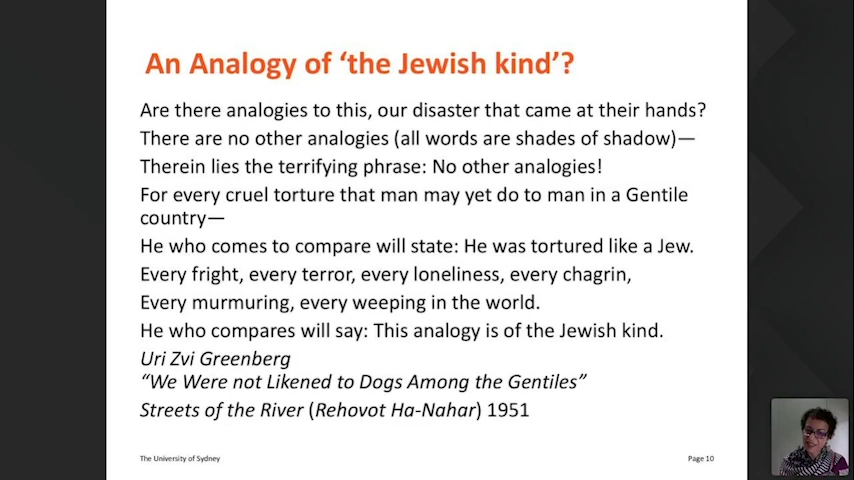 An Analogy of ‘the Jewish kind’?
Are there analogies to this, our disaster that came at their hands?
There are no other analogies (all words are shades of shadow)—
Therein lies the terrifying phrase: No other analogies!
For every cruel torture that man may yet do to man in a Gentile
country—
He who comes to compare will state: He was tortured like a Jew.
Every fright, every terror, every loneliness, every chagrin,
Every murmuring, every weeping in the world.
He who compares will say: This analogy is of the Jewish kind.
Uri Zvi Greenberg
“We Were not Likened to Dogs Among the Gentiles”
Streets of the River (Rehovot Ha-Nahar) 1951
The University of Sydney
Page 10